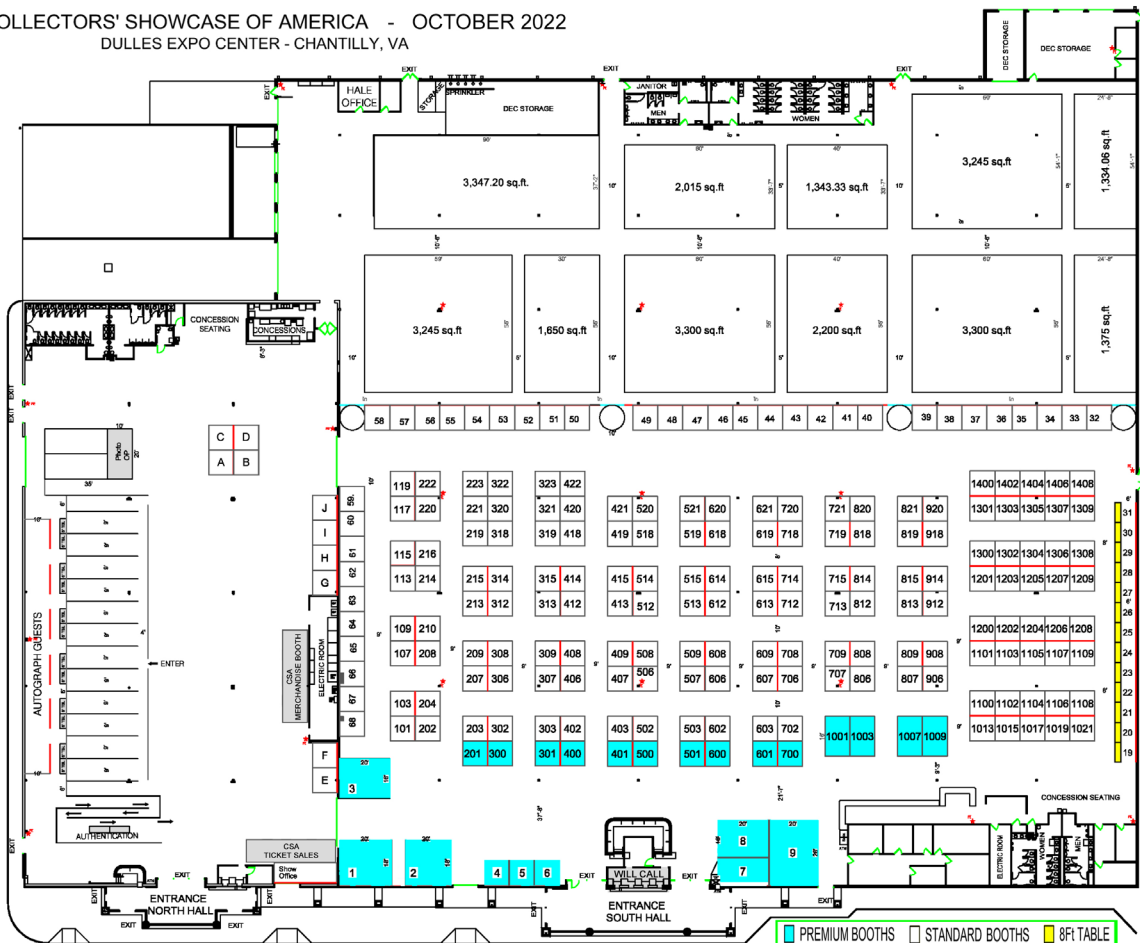 OLLECTORS' SHOWCASE OF AMERICA - OCTOBER 2022
DULLES EXPO CENTER - CHANTILLY, VA
EXIT EXIT EXIT EXIT
DEC STORAGE
DEC STORAGE
HALE OFFICE
STORAGE
SPRINKLER
DEC STORAGE
JANITOR
MEN
WOMEN
3,347.20 sq.ft.
2,015 sq.ft
1,343.33 sq.ft
3,245 sq.ft
1,334.06 sq.ft
3,245 sq.ft
1,650 sq.ft
3,300 sq.ft
2,200 sq.ft
3,300 sq.ft
1,375 sq.ft
CONCESSION SEATING
CONCESSIONS
58 57 56 55 54 53 52 51 50
49 48 47 46 45 44 43 42 41 40
39 38 37 36 35 34 33 32
C D
A B
Photo OP
10'
20'
35'
J
I
H
G
F
E
59.
60
61
62
63
64
65
66
67
68
119 222 223 322 323 422 1400 1402 1404 1406 1408
117 220 221 320 321 420 421 520 521 620 621 720 721 820 821 920 1301 1303 1305 1307 1309
219 318 319 418 419 518 519 618 619 718 719 818 819 918
115 216 1300 1302 1304 1306 1308
113 214 215 314 315 414 415 514 515 614 615 714 715 814 815 914 1201 1203 1205 1207 1209
213 312 313 412 413 512 513 612 613 712 713 812 813 912
109 210 1200 1202 1204 1206 1208
107 208 209 308 309 408 409 508 509 608 609 708 709 808 809 908 1101 1103 1105 1107 1109
207 306 307 406 407 506 507 606 607 706 707 806 807 906
103 204 1100 1102 1104 1106 1108
101 202 203 302 303 402 403 502 503 602 603 702 1001 1003 1007 1009 1013 1015 1017 1019 1021
201 300 301 400 401 500 501 600 601 700
31
30
29
28
27
26
25
24
23
22
21
20
19
AUTOGRAPH GUESTS
ENTER
CSA MERCHANDISE BOOTH
ELECTRIC ROOM
AUTHENTICATION
CSA
TICKET SALES
Show
Office
3
1
2
4 5 6
8
7
9
WILL CALL
CONCESSION SEATING
ELECTRIC ROOM
WOMEN
MEN
ENTRANCE
NORTH HALL
ENTRANCE
SOUTH HALL
EXIT EXIT EXIT EXIT EXIT EXIT
PREMIUM BOOTHS STANDARD BOOTHS 8Ft TABLE